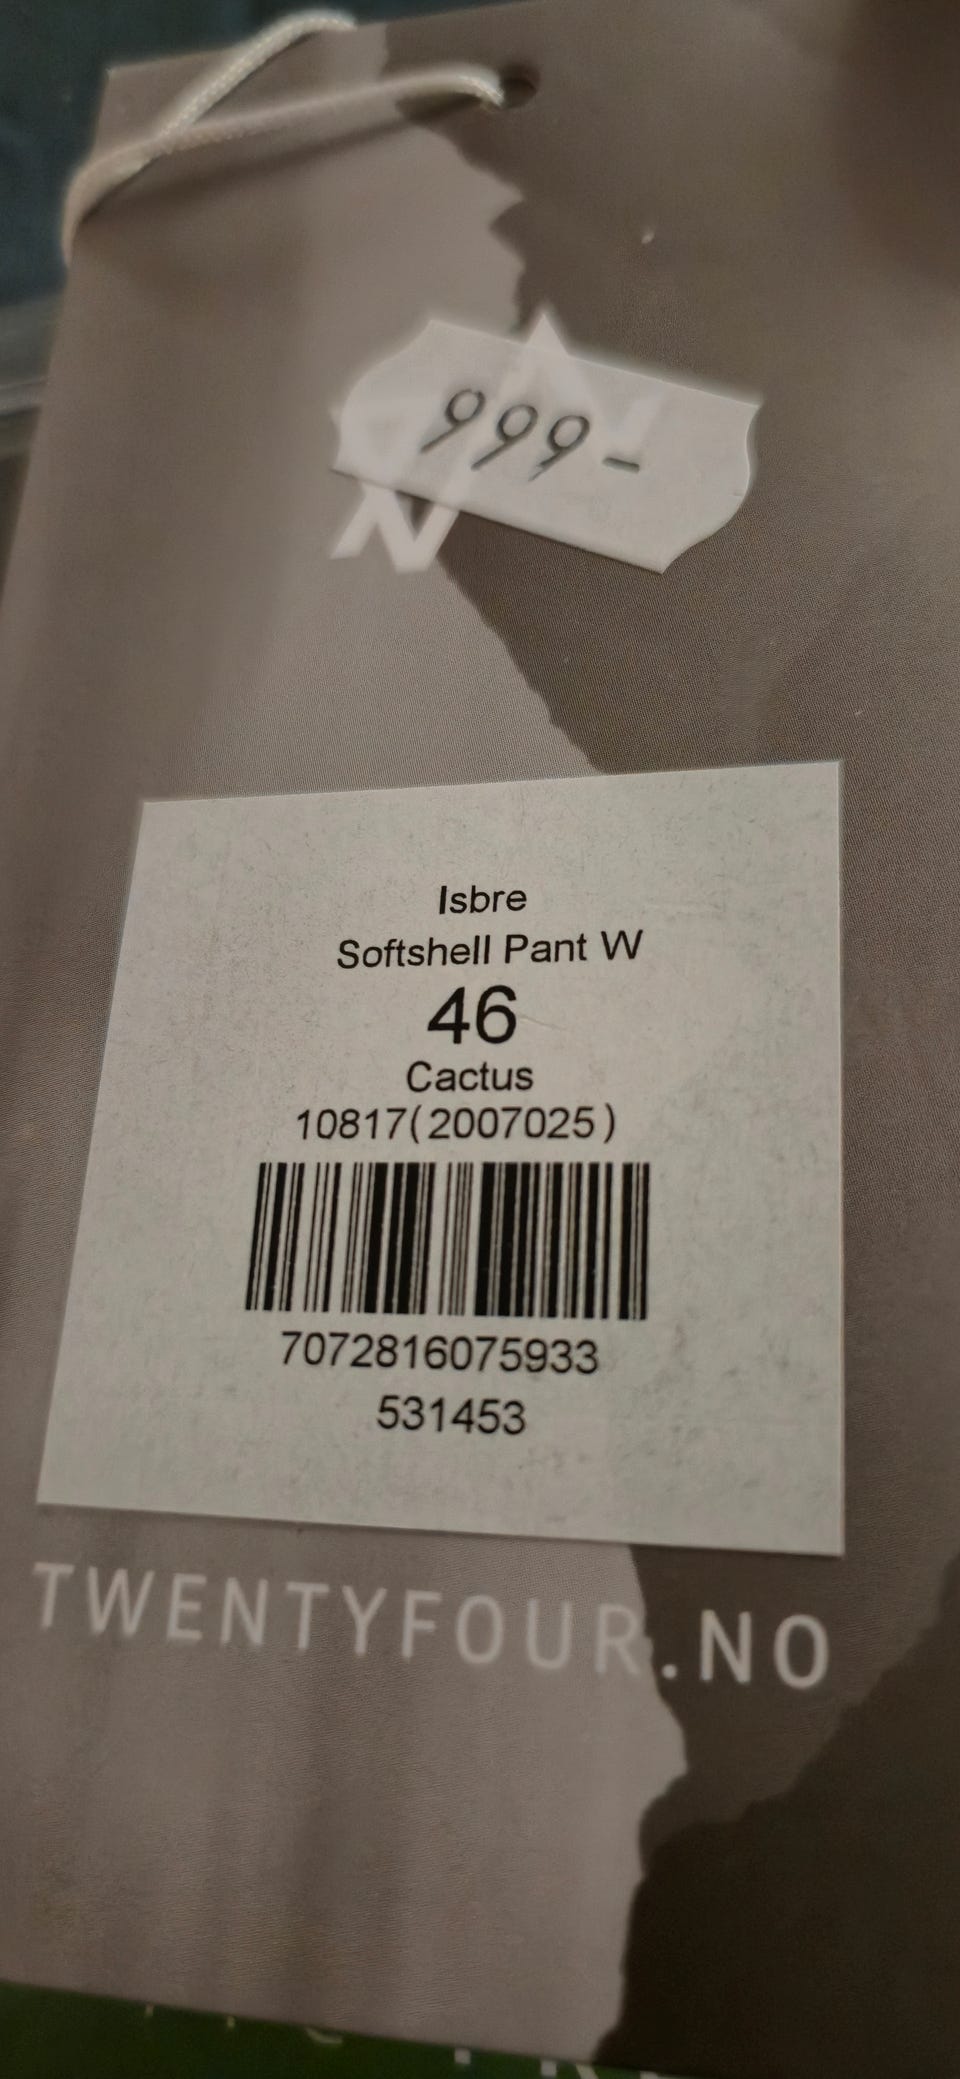 999-
N
Isbre
Softshell Pant W
46
Cactus
10817(2007025)
7072816075933
531453
TWENTYFOUR.NO